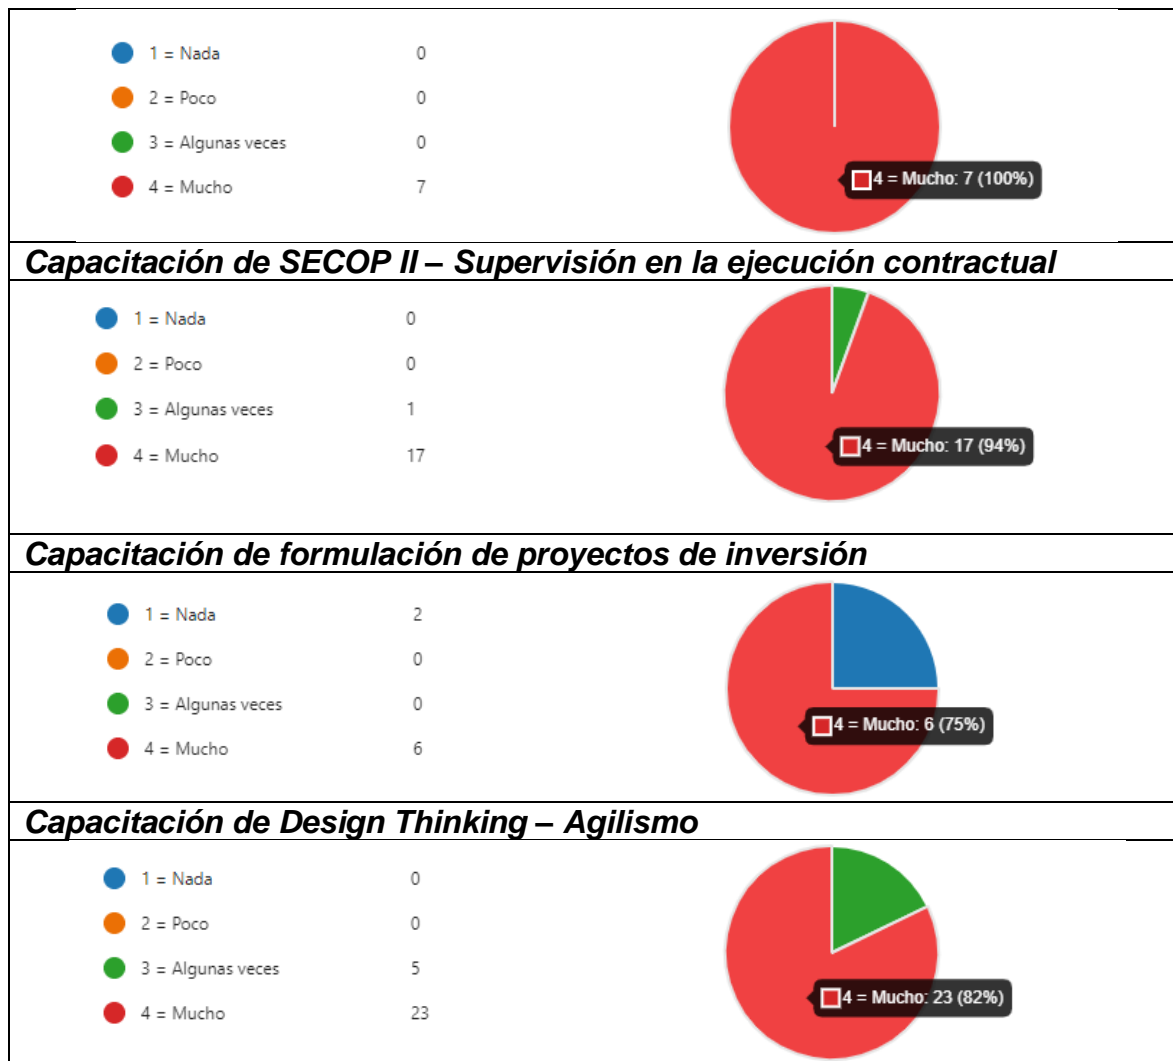 1 = Nada 0
2 = Poco 0
3 = Algunas veces 0
4 = Mucho 7
4 = Mucho: 7 (100%)
Capacitación de SECOP II – Supervisión en la ejecución contractual
1 = Nada 0
2 = Poco 0
3 = Algunas veces 1
4 = Mucho 17
4 = Mucho: 17 (94%)
Capacitación de formulación de proyectos de inversión
1 = Nada 2
2 = Poco 0
3 = Algunas veces 0
4 = Mucho 6
4 = Mucho: 6 (75%)
Capacitación de Design Thinking – Agilismo
1 = Nada 0
2 = Poco 0
3 = Algunas veces 5
4 = Mucho 23
4 = Mucho: 23 (82%)